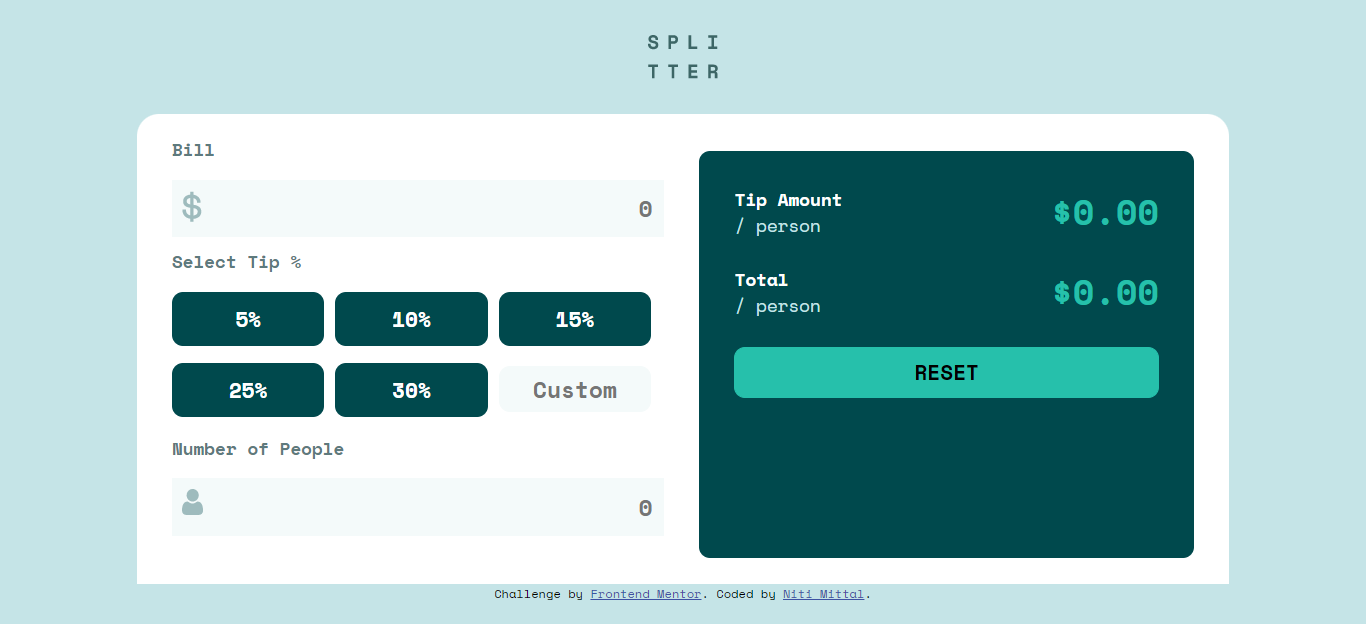 SPLI
TTER
Bill
$ 0
Select Tip %
5% 10% 15%
25% 30% Custom
Number of People
0
Tip Amount
/ person
$0.00
Total
/ person
$0.00
RESET
Challenge by Frontend Mentor. Coded by Niti Mittal.